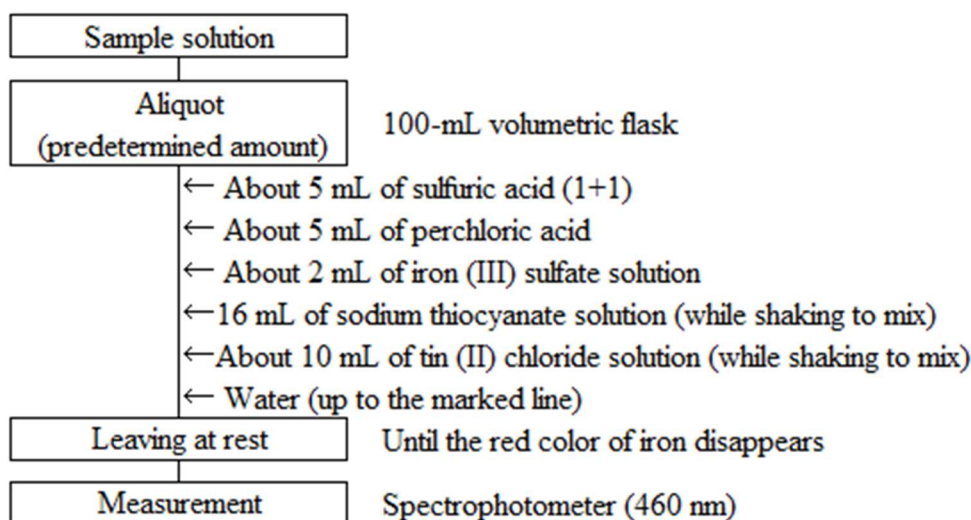 Sample solution
Aliquot
(predetermined amount)
100-mL volumetric flask
← About 5 mL of sulfuric acid (1+1)
← About 5 mL of perchloric acid
← About 2 mL of iron (III) sulfate solution
←16 mL of sodium thiocyanate solution (while shaking to mix)
←About 10 mL of tin (II) chloride solution (while shaking to mix)
← Water (up to the marked line)
Leaving at rest
Until the red color of iron disappears
Measurement
Spectrophotometer (460 nm)